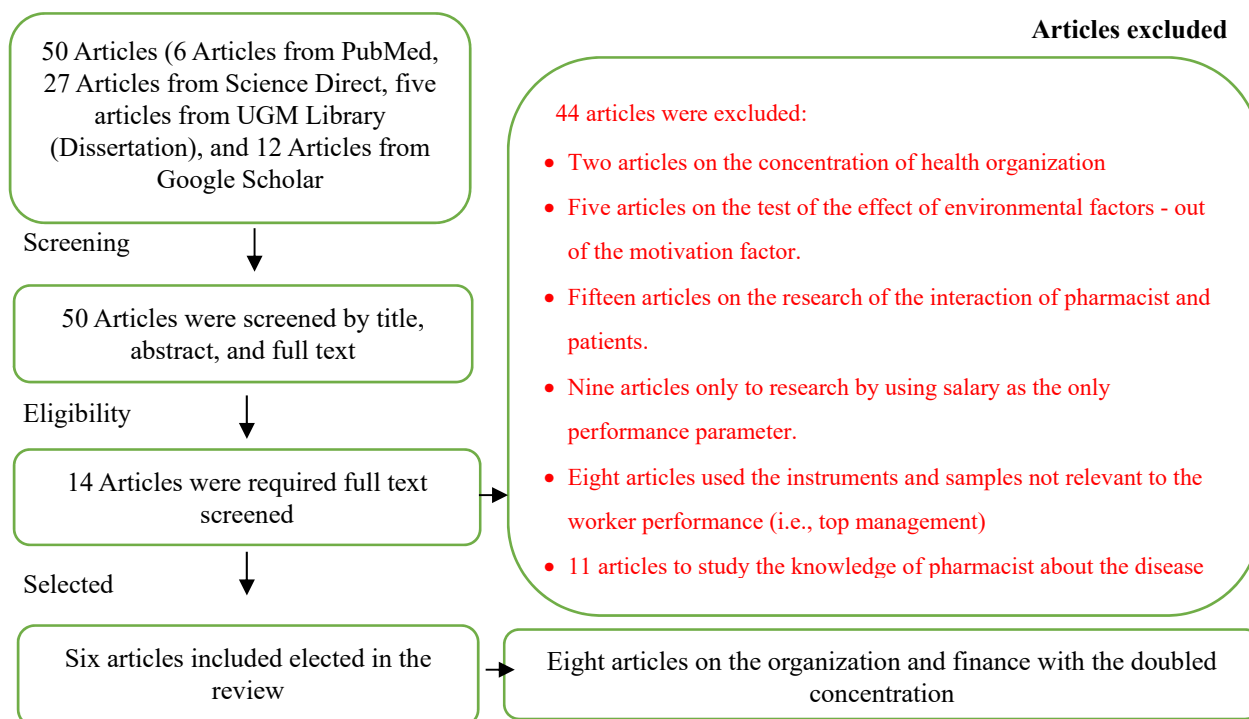 50 Articles (6 Articles from PubMed,
27 Articles from Science Direct, five
articles from UGM Library
(Dissertation), and 12 Articles from
Google Scholar
Screening
50 Articles were screened by title,
abstract, and full text
Eligibility
14 Articles were required full text
screened
Selected
Six articles included elected in the
review
Articles excluded
44 articles were excluded:
• Two articles on the concentration of health organization
• Five articles on the test of the effect of environmental factors - out
of the motivation factor.
• Fifteen articles on the research of the interaction of pharmacist and
patients.
• Nine articles only to research by using salary as the only
performance parameter.
• Eight articles used the instruments and samples not relevant to the
worker performance (i.e., top management)
• 11 articles to study the knowledge of pharmacist about the disease
Eight articles on the organization and finance with the doubled
concentration